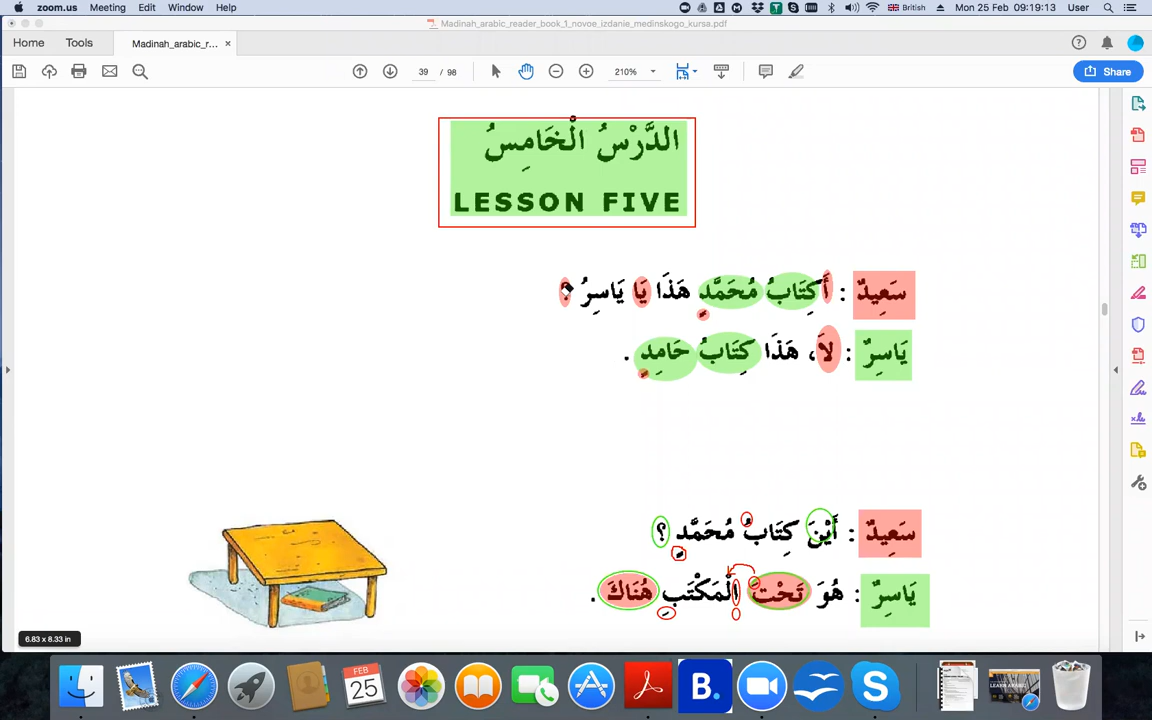 zoom.us Meeting Edit Window Help British Mon 25 Feb 09:19:13 User
Madinah_arabic_reader_book_1_novoe_izdanie_medinskogo_kursa.pdf
Home Tools Madinah_arabic_r... ×
39 / 98 210% Share
الدَّرْسُ الْخَامِسُ
LESSON FIVE
سَعِيدٌ : أَكِتَابُ مُحَمَّدٍ هَذَا يَا يَاسِرُ ؟
يَاسِرٌ : لاَ، هَذَا كِتَابُ حَامِدٍ .
سَعِيدٌ : أَيْنَ كِتَابُ مُحَمَّدٍ ؟
يَاسِرٌ : هُوَ تَحْتَ الْمَكْتَبِ هُنَاكَ .
6.83 x 8.33 in
FEB
25
B.